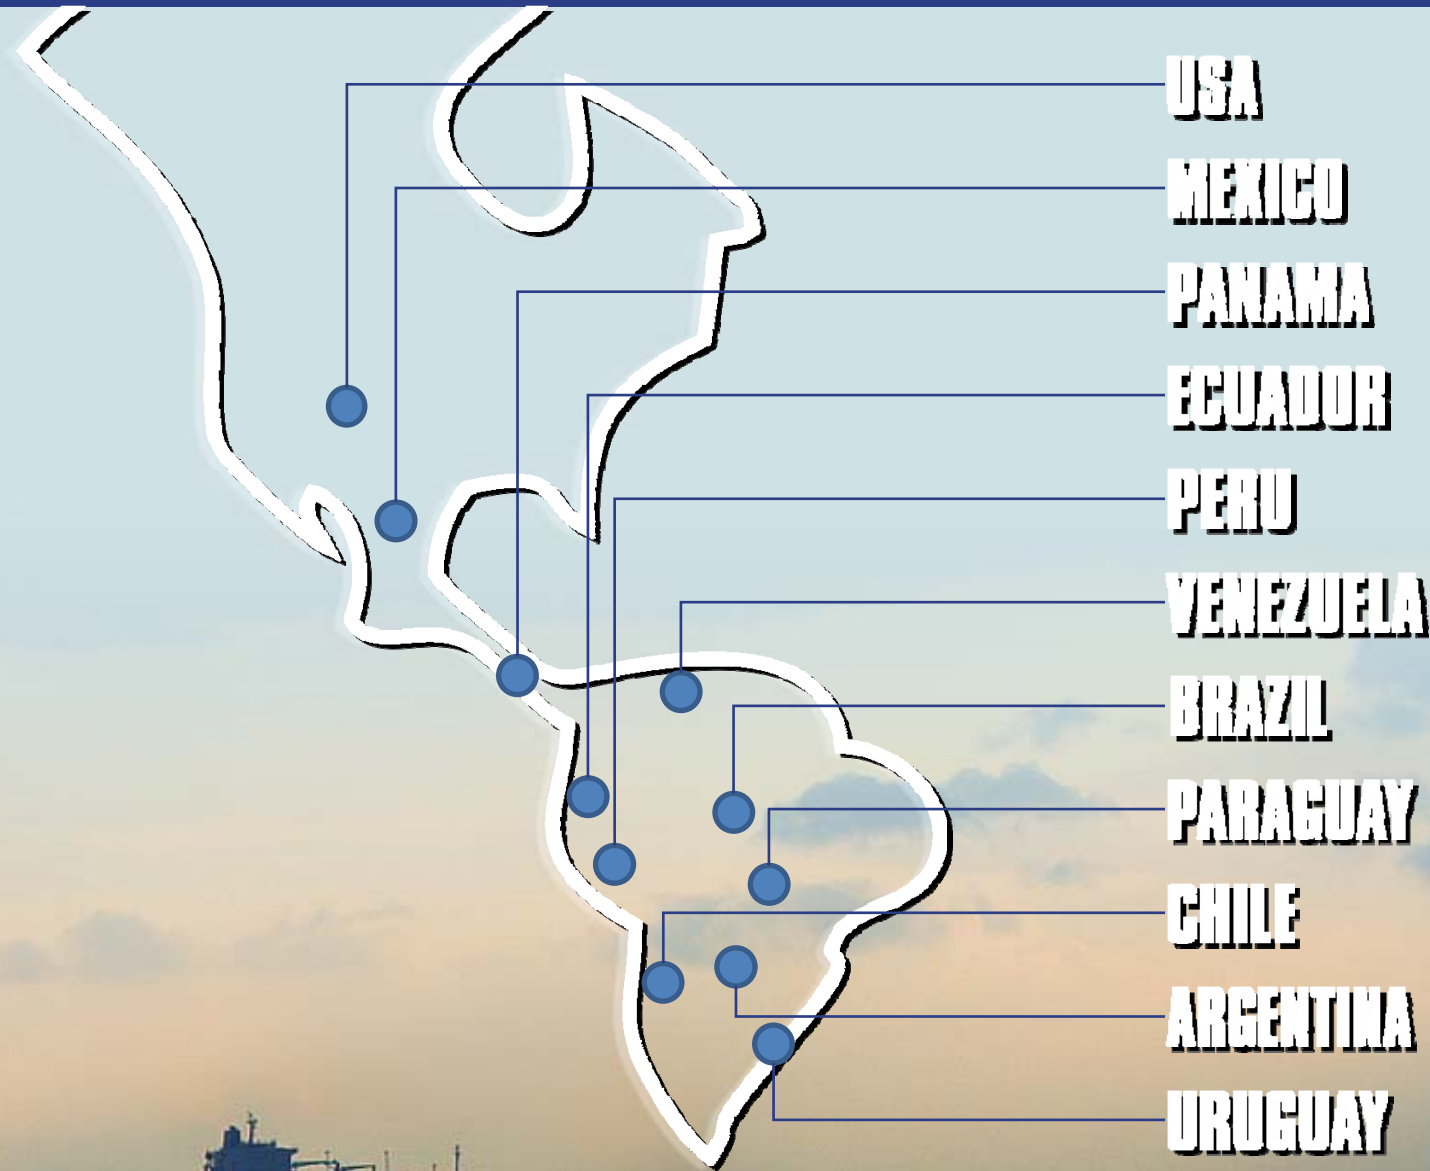 USA
MEXICO
PANAMA
ECUADOR
PERU
VENEZUELA
BRAZIL
PARAGUAY
CHILE
ARGENTINA
URUGUAY